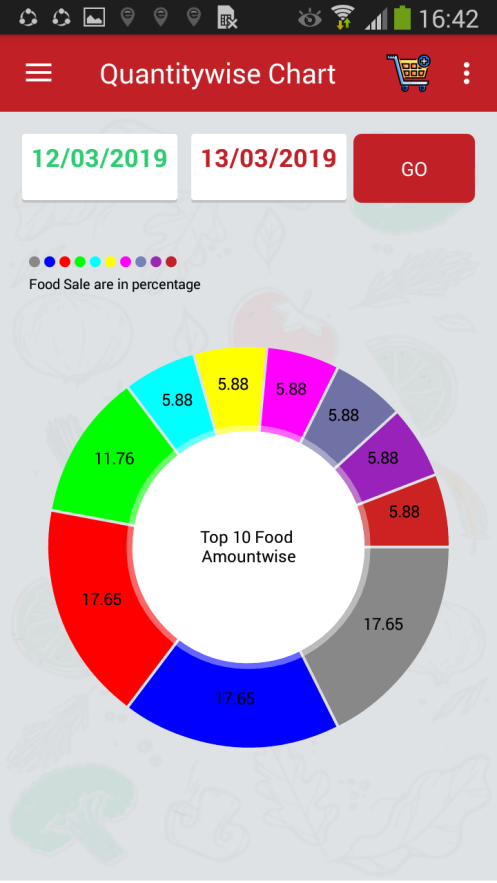 16:42
Quantitywise Chart
12/03/2019 13/03/2019 GO
Food Sale are in percentage
5.88 5.88 5.88 5.88
11.76 5.88
5.88
Top 10 Food
Amountwise
17.65 17.65
17.65